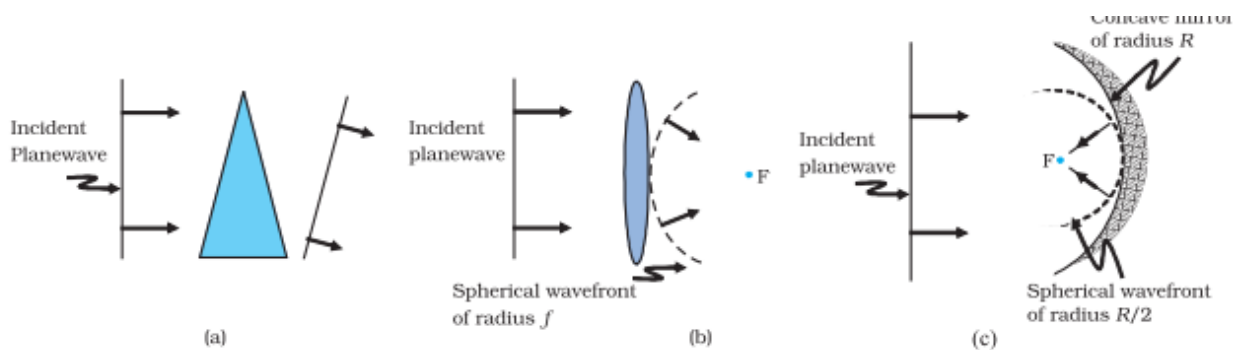 Incident
Planewave
(a)
Incident
planewave
F
Spherical wavefront
of radius f
(b)
Concave mirror
of radius R
Incident
planewave
F
Spherical wavefront
of radius R/2
(c)